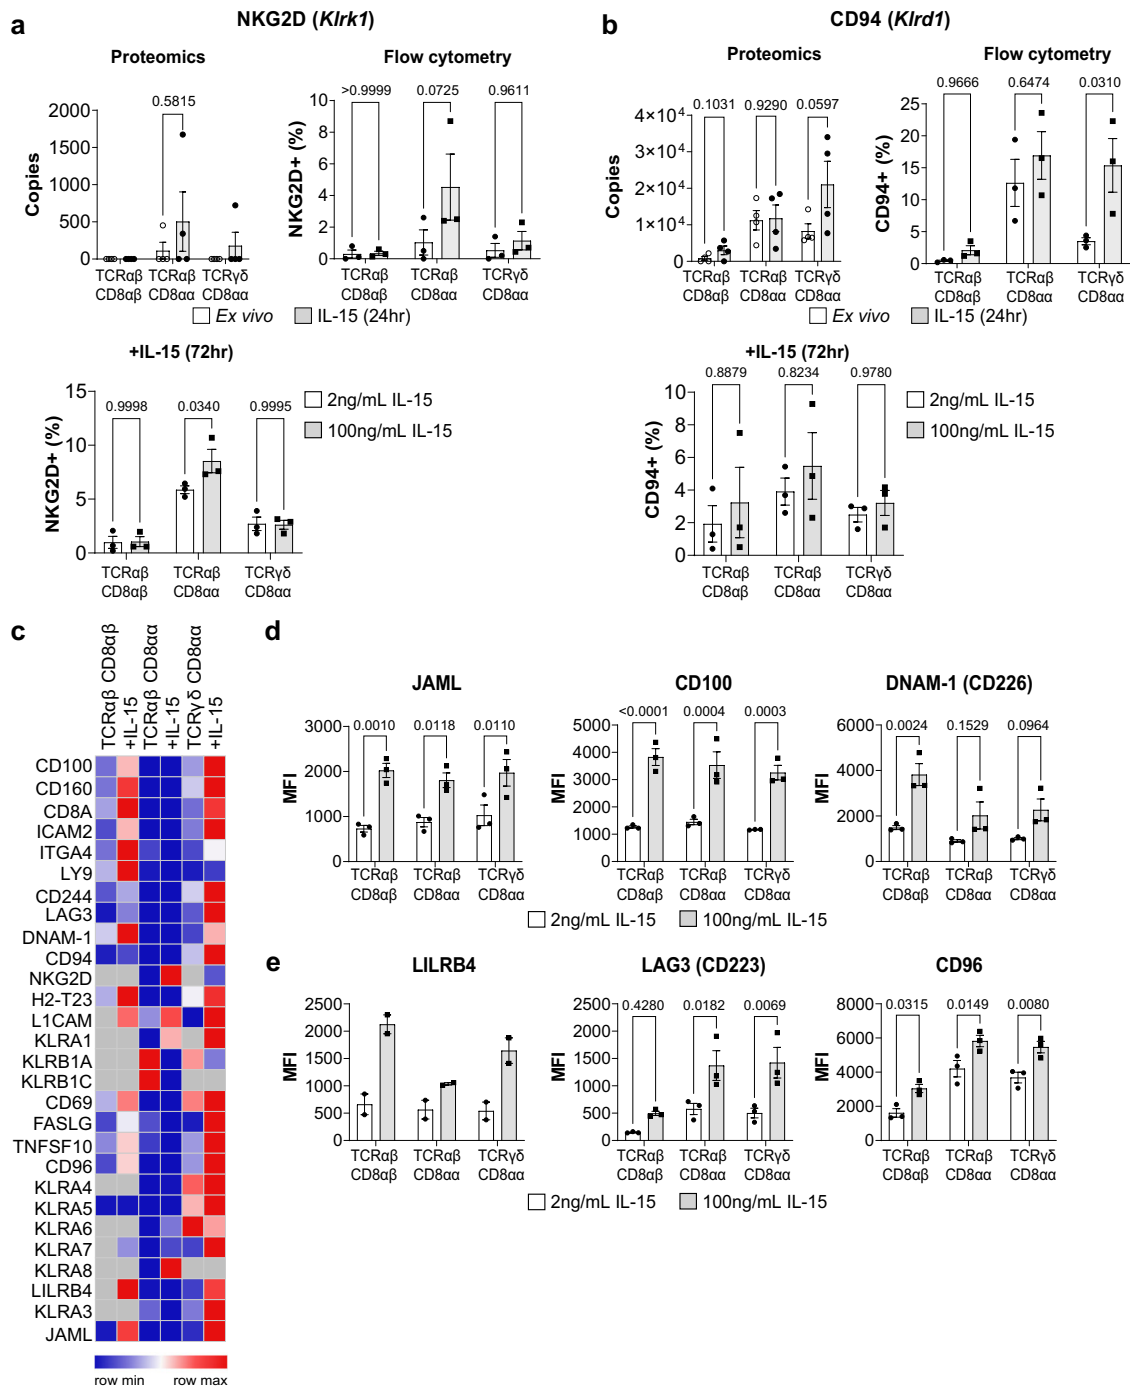 a
NKG2D (Klrk1)
Proteomics
Flow cytometry
Copies
2000
1500
1000
500
0
0.5815
TCRαβ CD8αβ
TCRαβ CD8αα
TCRγδ CD8αα
NKG2D+ (%)
10
8
6
4
2
0
>0.9999
0.0725
0.9611
TCRαβ CD8αβ
TCRαβ CD8αα
TCRγδ CD8αα
Ex vivo
IL-15 (24hr)
+IL-15 (72hr)
NKG2D+ (%)
15
10
5
0
0.9998
0.0340
0.9995
TCRαβ CD8αβ
TCRαβ CD8αα
TCRγδ CD8αα
2ng/mL IL-15
100ng/mL IL-15
b
CD94 (Klrd1)
Proteomics
Flow cytometry
Copies
4×10⁴
3×10⁴
2×10⁴
1×10⁴
0
0.1031
0.9290
0.0597
TCRαβ CD8αβ
TCRαβ CD8αα
TCRγδ CD8αα
CD94+ (%)
25
20
15
10
5
0
0.9666
0.6474
0.0310
TCRαβ CD8αβ
TCRαβ CD8αα
TCRγδ CD8αα
Ex vivo
IL-15 (24hr)
+IL-15 (72hr)
CD94+ (%)
10
8
6
4
2
0
0.8879
0.8234
0.9780
TCRαβ CD8αβ
TCRαβ CD8αα
TCRγδ CD8αα
2ng/mL IL-15
100ng/mL IL-15
c
TCRαβ CD8αβ
+IL-15
TCRαβ CD8αα
+IL-15
TCRγδ CD8αα
+IL-15
CD100
CD160
CD8A
ICAM2
ITGA4
LY9
CD244
LAG3
DNAM-1
CD94
NKG2D
H2-T23
L1CAM
KLRA1
KLRB1A
KLRB1C
CD69
FASLG
TNFSF10
CD96
KLRA4
KLRA5
KLRA6
KLRA7
KLRA8
LILRB4
KLRA3
JAML
row min
row max
d
JAML
MFI
3000
2000
1000
0
0.0010
0.0118
0.0110
TCRαβ CD8αβ
TCRαβ CD8αα
TCRγδ CD8αα
CD100
MFI
5000
4000
3000
2000
1000
0
<0.0001
0.0004
0.0003
TCRαβ CD8αβ
TCRαβ CD8αα
TCRγδ CD8αα
DNAM-1 (CD226)
MFI
6000
4000
2000
0
0.0024
0.1529
0.0964
TCRαβ CD8αβ
TCRαβ CD8αα
TCRγδ CD8αα
2ng/mL IL-15
100ng/mL IL-15
e
LILRB4
MFI
2500
2000
1500
1000
500
0
TCRαβ CD8αβ
TCRαβ CD8αα
TCRγδ CD8αα
LAG3 (CD223)
MFI
2500
2000
1500
1000
500
0
0.4280
0.0182
0.0069
TCRαβ CD8αβ
TCRαβ CD8αα
TCRγδ CD8αα
CD96
MFI
8000
6000
4000
2000
0
0.0315
0.0149
0.0080
TCRαβ CD8αβ
TCRαβ CD8αα
TCRγδ CD8αα
2ng/mL IL-15
100ng/mL IL-15